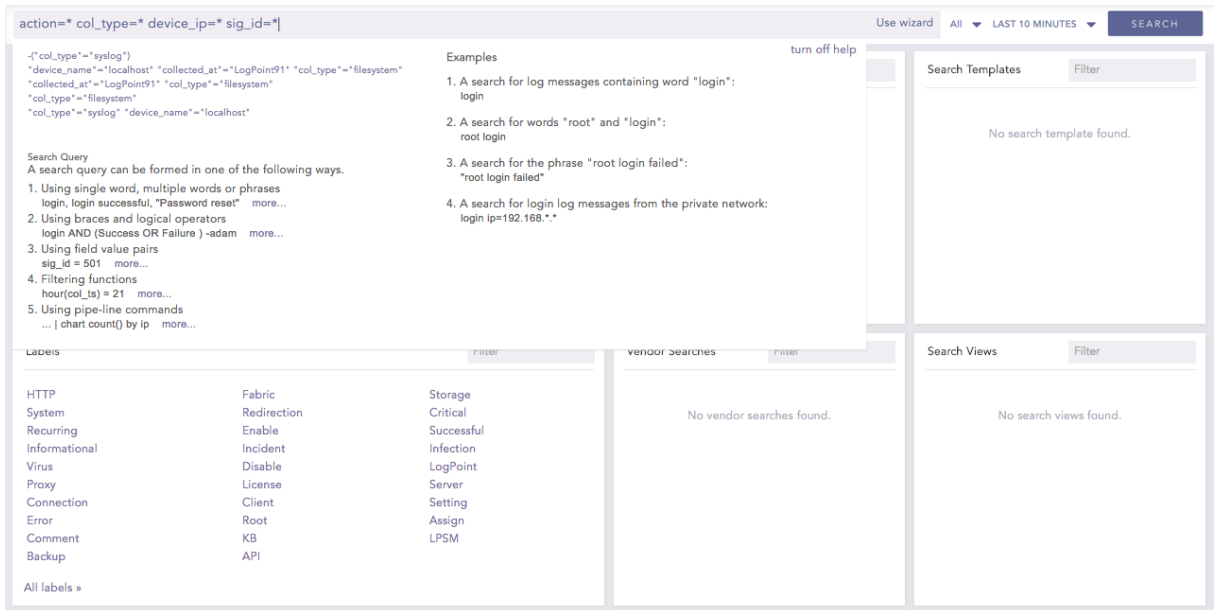 action=* col_type=* device_ip=* sig_id=*
Use wizard
All
LAST 10 MINUTES
SEARCH
turn off help
-("col_type"="syslog")
"device_name"="localhost" "collected_at"="LogPoint91" "col_type"="filesystem"
"collected_at"="LogPoint91" "col_type"="filesystem"
"col_type"="filesystem"
"col_type"="syslog" "device_name"="localhost"
Search Query
A search query can be formed in one of the following ways.
1. Using single word, multiple words or phrases
login, login successful, "Password reset" more...
2. Using braces and logical operators
login AND (Success OR Failure ) -adam more...
3. Using field value pairs
sig_id = 501 more...
4. Filtering functions
hour(col_ts) = 21 more...
5. Using pipe-line commands
... | chart count() by ip more...
Examples
1. A search for log messages containing word "login":
login
2. A search for words "root" and "login":
root login
3. A search for the phrase "root login failed":
"root login failed"
4. A search for login log messages from the private network:
login ip=192.168.*.*
Search Templates
Filter
No search template found.
Labels
Filter
HTTP
System
Recurring
Informational
Virus
Proxy
Connection
Error
Comment
Backup
Fabric
Redirection
Enable
Incident
Disable
License
Client
Root
KB
API
Storage
Critical
Successful
Infection
LogPoint
Server
Setting
Assign
LPSM
All labels »
Vendor Searches
Filter
No vendor searches found.
Search Views
Filter
No search views found.